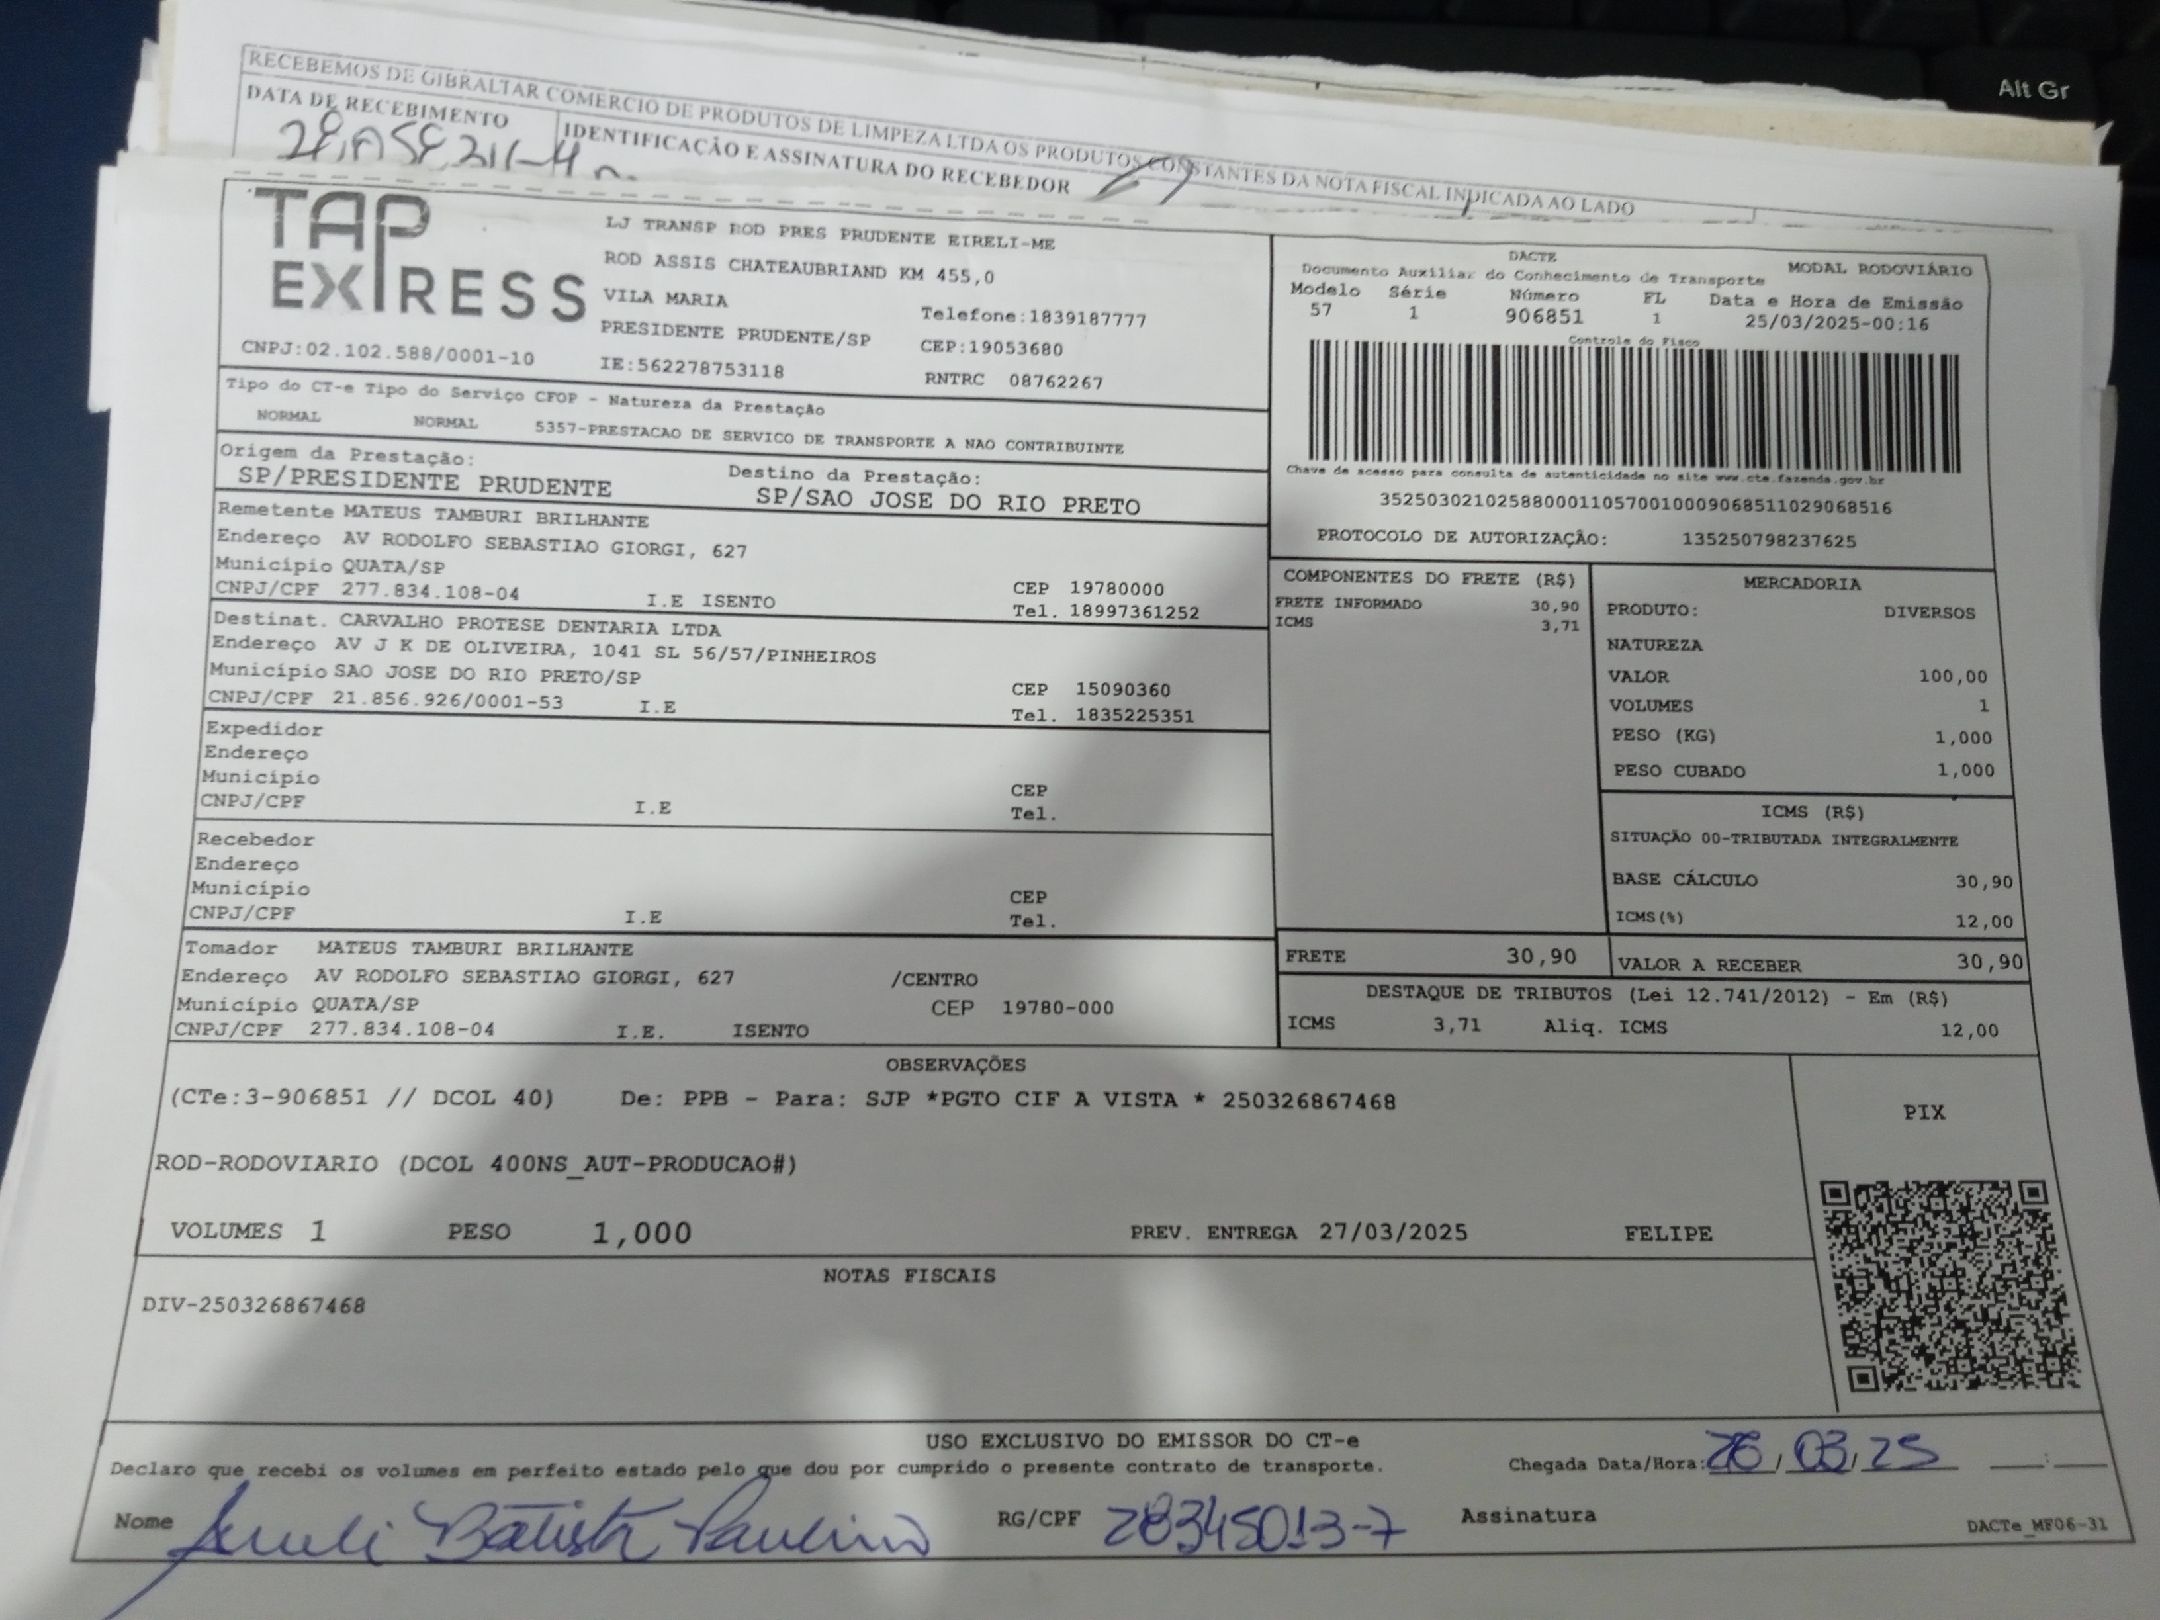 Alt Gr
RECEBEMOS DE GIBRALTAR COMERCIO DE PRODUTOS DE LIMPEZA LTDA OS PRODUTOS CONSTANTES DA NOTA FISCAL INDICADA AO LADO
DATA DE RECEBIMENTO
IDENTIFICAÇÃO E ASSINATURA DO RECEBEDOR
TAP EXPRESS
CNPJ:02.102.588/0001-10
LJ TRANSP ROD PRES PRUDENTE EIRELI-ME
ROD ASSIS CHATEAUBRIAND KM 455,0
VILA MARIA Telefone:1839187777
PRESIDENTE PRUDENTE/SP CEP:19053680
IE:562278753118 RNTRC 08762267
DACTE MODAL RODOVIÁRIO
Documento Auxiliar do Conhecimento de Transporte
Modelo Série Número FL Data e Hora de Emissão
57 1 906851 1 25/03/2025-00:16
Controle do Fisco
Chave de acesso para consulta de autenticidade no site www.cte.fazenda.gov.br
35250302102588000110570010009068511029068516
PROTOCOLO DE AUTORIZAÇÃO: 135250798237625
Tipo do CT-e Tipo do Serviço CFOP - Natureza da Prestação
NORMAL NORMAL 5357-PRESTACAO DE SERVICO DE TRANSPORTE A NAO CONTRIBUINTE
Origem da Prestação: Destino da Prestação:
SP/PRESIDENTE PRUDENTE SP/SAO JOSE DO RIO PRETO
Remetente MATEUS TAMBURI BRILHANTE
Endereço AV RODOLFO SEBASTIAO GIORGI, 627
Município QUATA/SP CEP 19780000
CNPJ/CPF 277.834.108-04 I.E ISENTO Tel. 18997361252
Destinat. CARVALHO PROTESE DENTARIA LTDA
Endereço AV J K DE OLIVEIRA, 1041 SL 56/57/PINHEIROS
Município SAO JOSE DO RIO PRETO/SP CEP 15090360
CNPJ/CPF 21.856.926/0001-53 I.E Tel. 1835225351
Expedidor
Endereço
Município CEP
CNPJ/CPF I.E Tel.
Recebedor
Endereço
Município CEP
CNPJ/CPF I.E Tel.
Tomador MATEUS TAMBURI BRILHANTE
Endereço AV RODOLFO SEBASTIAO GIORGI, 627 /CENTRO
Município QUATA/SP CEP 19780-000
CNPJ/CPF 277.834.108-04 I.E. ISENTO
COMPONENTES DO FRETE (R$)
FRETE INFORMADO 30,90
ICMS 3,71
MERCADORIA
PRODUTO: DIVERSOS
NATUREZA
VALOR 100,00
VOLUMES 1
PESO (KG) 1,000
PESO CUBADO 1,000
ICMS (R$)
SITUAÇÃO 00-TRIBUTADA INTEGRALMENTE
BASE CÁLCULO 30,90
ICMS(%) 12,00
FRETE 30,90 VALOR A RECEBER 30,90
DESTAQUE DE TRIBUTOS (Lei 12.741/2012) - Em (R$)
ICMS 3,71 Aliq. ICMS 12,00
OBSERVAÇÕES
(CTe:3-906851 // DCOL 40) De: PPB - Para: SJP *PGTO CIF A VISTA * 250326867468
ROD-RODOVIARIO (DCOL 400NS_AUT-PRODUCAO#)
VOLUMES 1 PESO 1,000 PREV. ENTREGA 27/03/2025 FELIPE
PIX
NOTAS FISCAIS
DIV-250326867468
USO EXCLUSIVO DO EMISSOR DO CT-e
Declaro que recebi os volumes em perfeito estado pelo que dou por cumprido o presente contrato de transporte. Chegada Data/Hora: 26/03/25 __:__
Nome Batista Paulino RG/CPF 28345013-7 Assinatura
DACTe_MF06-31